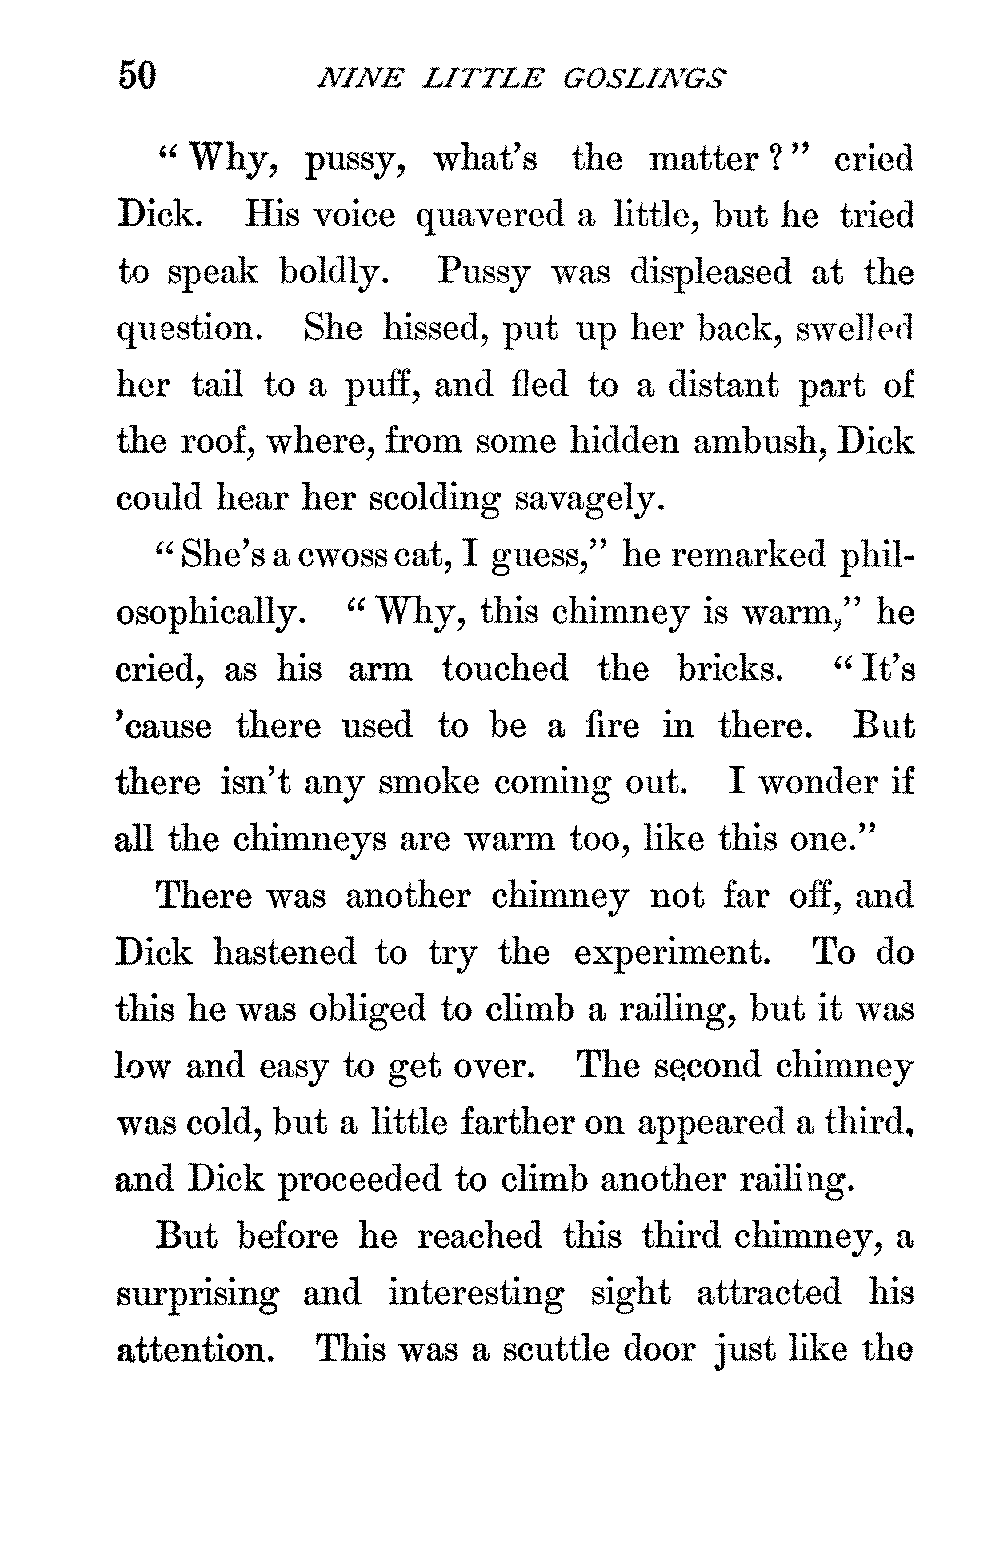 50 NINE LITTLE GOSLINGS
"Why, pussy, what's the matter?" cried
Dick. His voice quavered a little, but he tried
to speak boldly. Pussy was displeased at the
question. She hissed, put up her back, swelled
her tail to a puff, and fled to a distant part of
the roof, where, from some hidden ambush, Dick
could hear her scolding savagely.
"She's a cwoss cat, I guess," he remarked phil-
osophically. "Why, this chimney is warm," he
cried, as his arm touched the bricks. "It's
'cause there used to be a fire in there. But
there isn't any smoke coming out. I wonder if
all the chimneys are warm too, like this one."
There was another chimney not far off, and
Dick hastened to try the experiment. To do
this he was obliged to climb a railing, but it was
low and easy to get over. The second chimney
was cold, but a little farther on appeared a third,
and Dick proceeded to climb another railing.
But before he reached this third chimney, a
surprising and interesting sight attracted his
attention. This was a scuttle door just like the